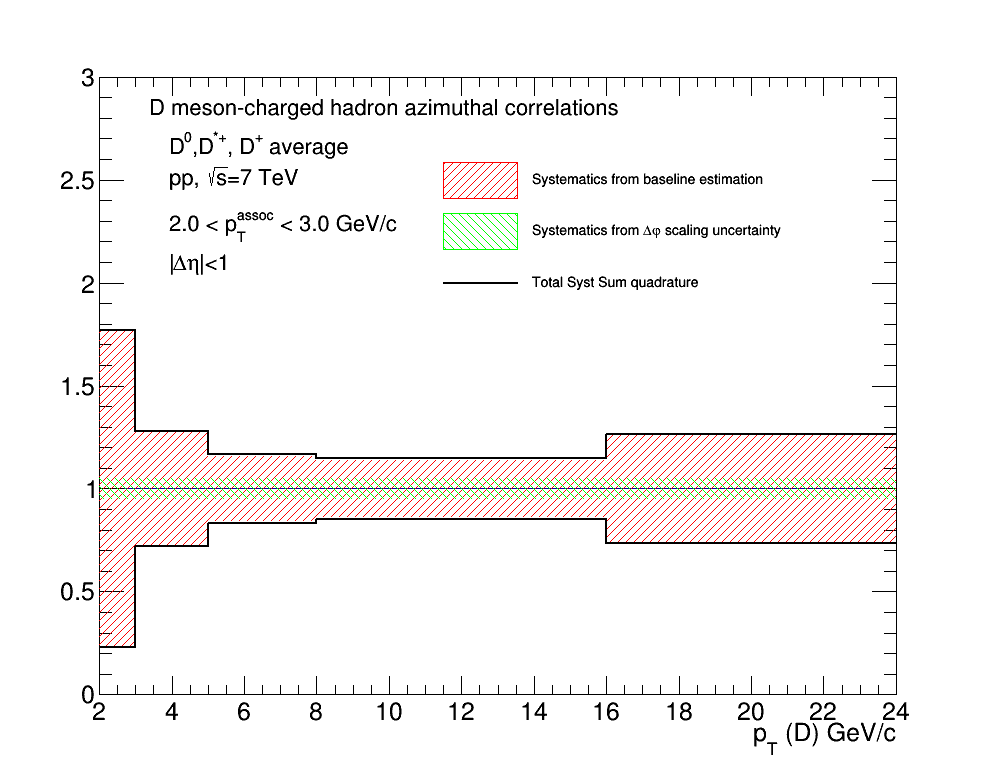 D meson-charged hadron azimuthal correlations
D⁰,D*⁺, D⁺ average
pp, √s=7 TeV
2.0 < p_T^assoc < 3.0 GeV/c
|Δη|<1
Systematics from baseline estimation
Systematics from Δφ scaling uncertainty
Total Syst Sum quadrature
3
2.5
2
1.5
1
0.5
0
2 4 6 8 10 12 14 16 18 20 22 24
p_T (D) GeV/c